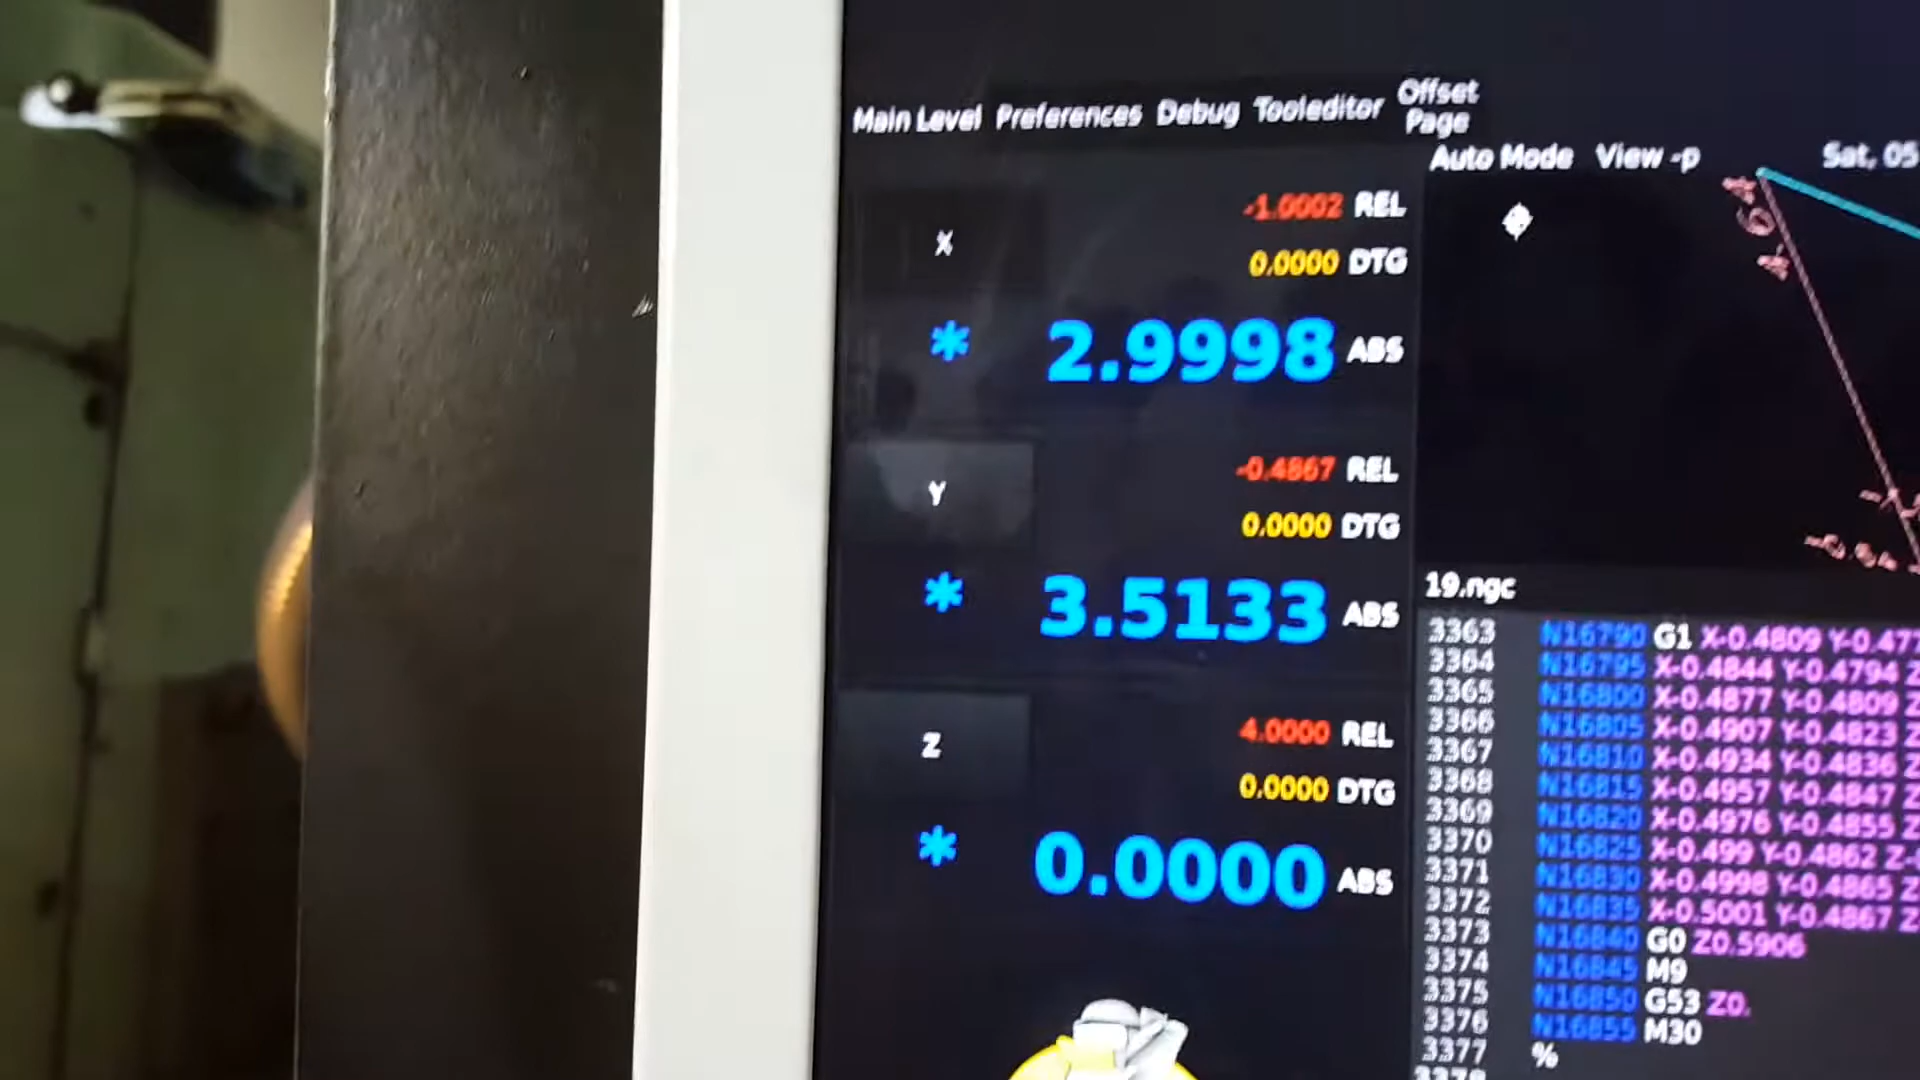 Main Level Preferences Debug Tooleditor Offset Page
Auto Mode View -p Sat, 05
X -1.0002 REL
0.0000 DTG
* 2.9998 ABS
Y -0.4867 REL
0.0000 DTG
* 3.5133 ABS
Z 4.0000 REL
0.0000 DTG
* 0.0000 ABS
19.ngc
3363 N16790 G1 X-0.4809 Y-0.477
3364 N16795 X-0.4844 Y-0.4794 Z
3365 N16800 X-0.4877 Y-0.4809 Z
3366 N16805 X-0.4907 Y-0.4823 Z
3367 N16810 X-0.4934 Y-0.4836 Z
3368 N16815 X-0.4957 Y-0.4847 Z
3369 N16820 X-0.4976 Y-0.4855 Z
3370 N16825 X-0.499 Y-0.4862 Z-
3371 N16830 X-0.4998 Y-0.4865 Z
3372 N16835 X-0.5001 Y-0.4867 Z
3373 N16840 G0 Z0.5906
3374 N16845 M9
3375 N16850 G53 Z0.
3376 N16855 M30
3377 %
3378